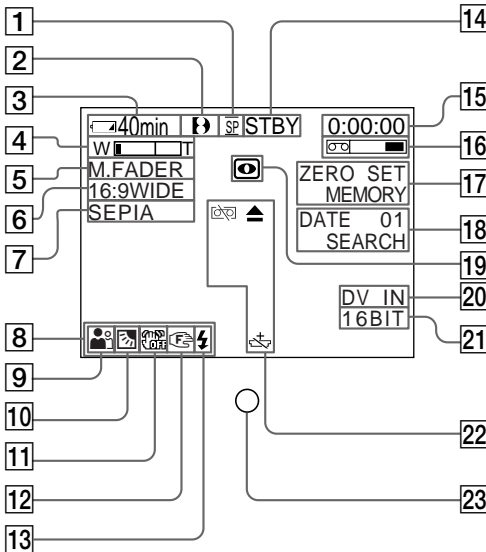 1
14
2
3
15
40min SP STBY 0:00:00
4
W T
16
5
M.FADER
ZERO SET
MEMORY
17
6
16:9WIDE
7
SEPIA
DATE 01
SEARCH
18
19
DV IN
20
16BIT
21
8
OFF F
9
10
22
11
12
23
13